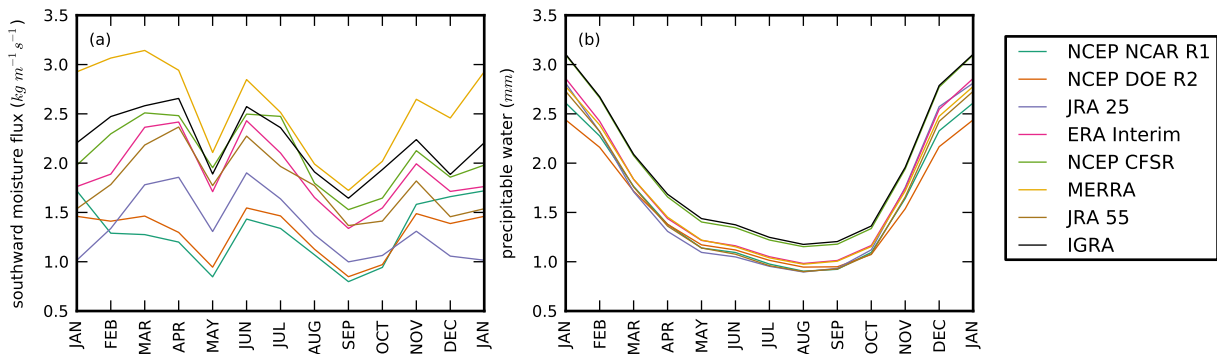 (a)
southward moisture flux (kg m⁻¹ s⁻¹)
3.5
3.0
2.5
2.0
1.5
1.0
0.5
JAN
FEB
MAR
APR
MAY
JUN
JUL
AUG
SEP
OCT
NOV
DEC
JAN
(b)
precipitable water (mm)
3.5
3.0
2.5
2.0
1.5
1.0
0.5
JAN
FEB
MAR
APR
MAY
JUN
JUL
AUG
SEP
OCT
NOV
DEC
JAN
NCEP NCAR R1
NCEP DOE R2
JRA 25
ERA Interim
NCEP CFSR
MERRA
JRA 55
IGRA